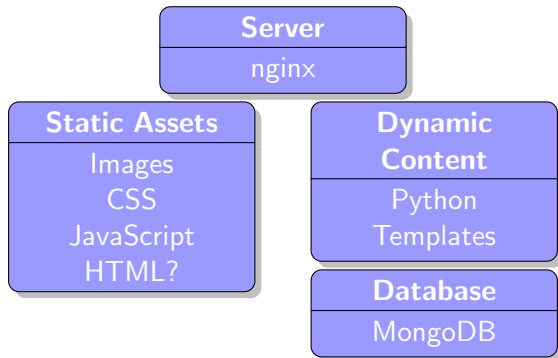 Server
nginx
Static Assets
Images
CSS
JavaScript
HTML?
Dynamic
Content
Python
Templates
Database
MongoDB